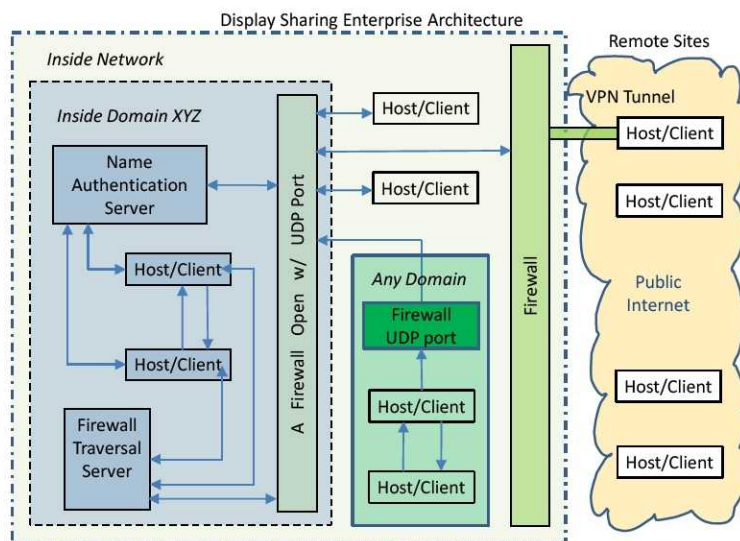 Display Sharing Enterprise Architecture
Inside Network
Remote Sites
Inside Domain XYZ
VPN Tunnel
Host/Client
Host/Client
Name
Authentication
Server
Host/Client
Host/Client
A Firewall Open w/ UDP Port
Firewall
Host/Client
Any Domain
Public
Internet
Firewall
UDP port
Host/Client
Host/Client
Host/Client
Firewall
Traversal
Server
Host/Client
Host/Client